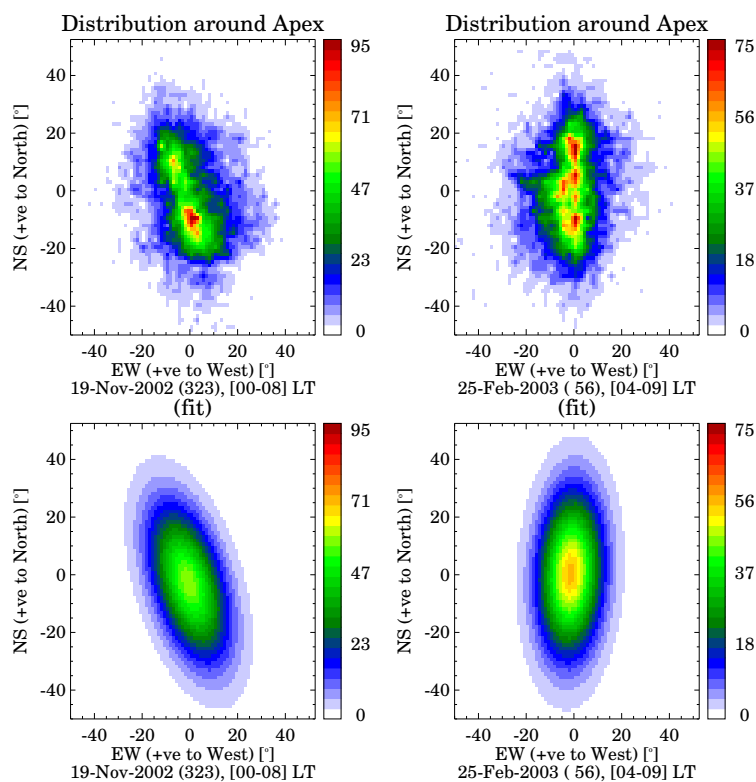 Distribution around Apex
Distribution around Apex
NS (+ve to North) [°]
40
20
0
-20
-40
-40 -20 0 20 40
EW (+ve to West) [°]
19-Nov-2002 (323), [00-08] LT
95
71
47
23
0
NS (+ve to North) [°]
40
20
0
-20
-40
-40 -20 0 20 40
EW (+ve to West) [°]
25-Feb-2003 ( 56), [04-09] LT
75
56
37
18
0
(fit)
(fit)
NS (+ve to North) [°]
40
20
0
-20
-40
-40 -20 0 20 40
EW (+ve to West) [°]
19-Nov-2002 (323), [00-08] LT
95
71
47
23
0
NS (+ve to North) [°]
40
20
0
-20
-40
-40 -20 0 20 40
EW (+ve to West) [°]
25-Feb-2003 ( 56), [04-09] LT
75
56
37
18
0